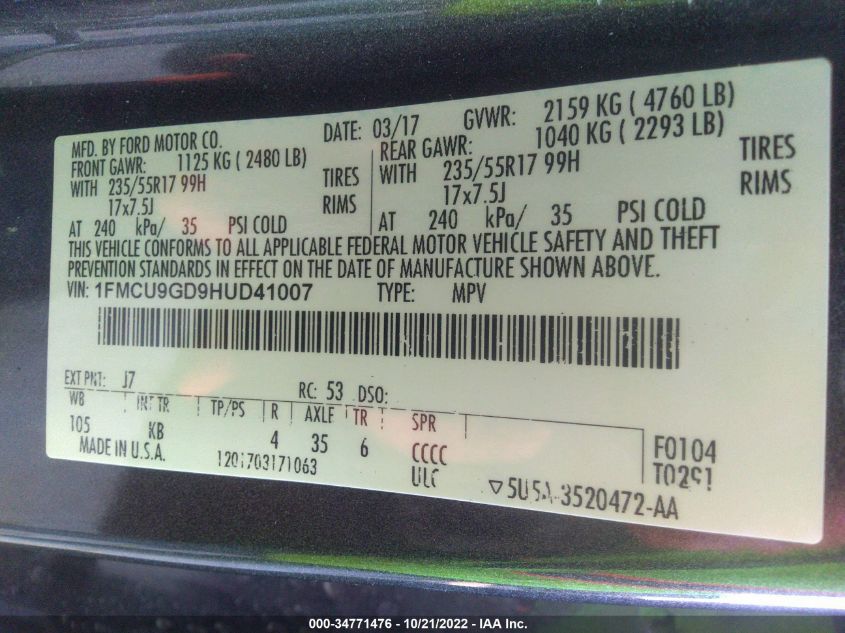 MFD. BY FORD MOTOR CO.
DATE: 03/17
GVWR: 2159 KG ( 4760 LB)
FRONT GAWR: 1125 KG ( 2480 LB)
REAR GAWR: 1040 KG ( 2293 LB)
WITH 235/55R17 99H TIRES
WITH 235/55R17 99H TIRES
17x7.5J RIMS
17x7.5J RIMS
AT 240 kPa/ 35 PSI COLD
AT 240 kPa/ 35 PSI COLD
THIS VEHICLE CONFORMS TO ALL APPLICABLE FEDERAL MOTOR VEHICLE SAFETY AND THEFT
PREVENTION STANDARDS IN EFFECT ON THE DATE OF MANUFACTURE SHOWN ABOVE.
VIN: 1FMCU9GD9HUD41007 TYPE: MPV
EXT PNT: J7 RC: 53 DSO:
WB INT TR TP/PS R AXLE TR SPR
105 KB 4 35 6 CCCC
F0104
MADE IN U.S.A. 1201703171063
T0291
5U5A-3520472-AA
000-34771476 - 10/21/2022 - IAA Inc.